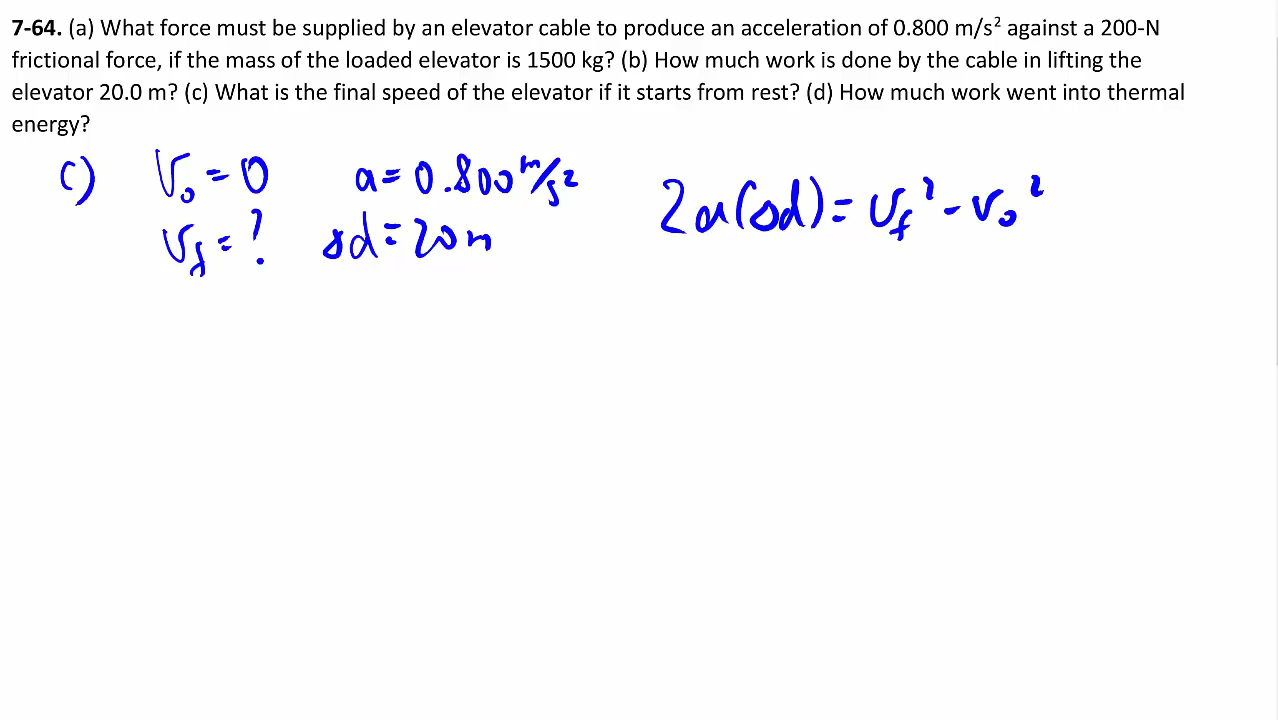 7-64. (a) What force must be supplied by an elevator cable to produce an acceleration of 0.800 m/s² against a 200-N
frictional force, if the mass of the loaded elevator is 1500 kg? (b) How much work is done by the cable in lifting the
elevator 20.0 m? (c) What is the final speed of the elevator if it starts from rest? (d) How much work went into thermal
energy?
c) V₀ = 0 a = 0.800 m/s² 2a(Δd) = V_f² - V₀²
V_f = ? Δd = 20 m